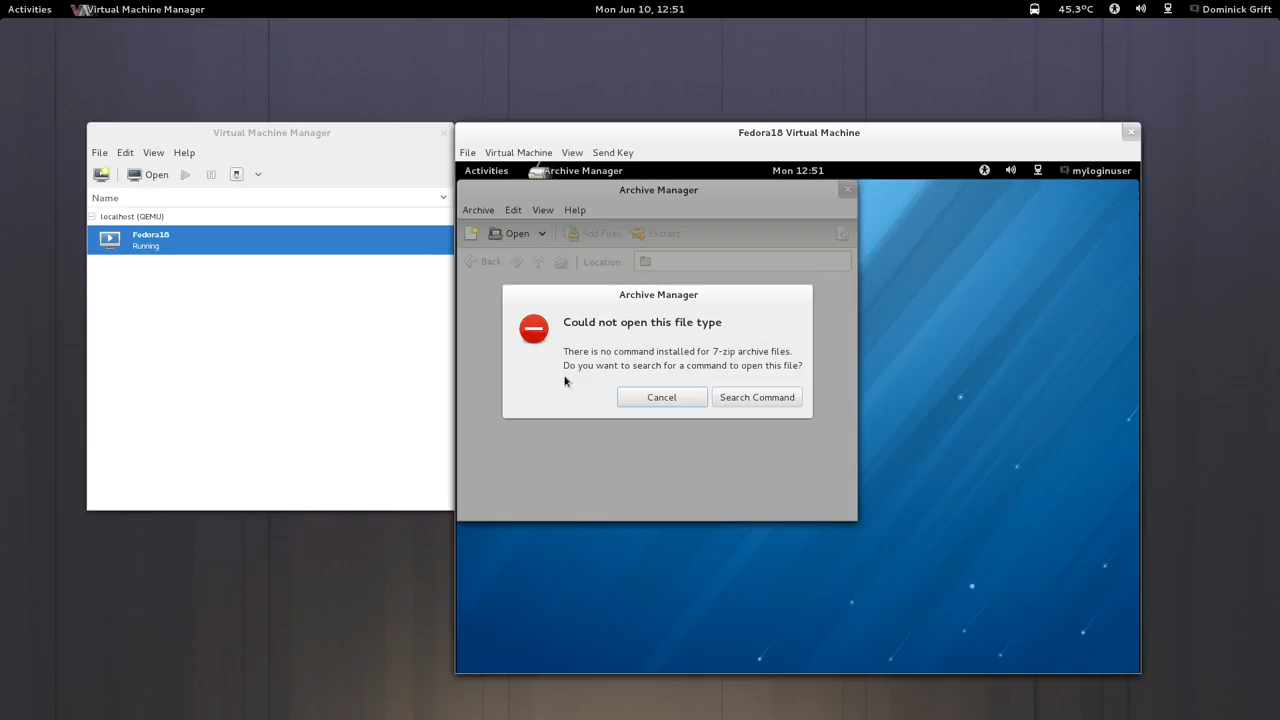 Activities Virtual Machine Manager Mon Jun 10, 12:51 45.3°C Dominick Grift
Virtual Machine Manager
File Edit View Help
Open
Name
localhost (QEMU)
Fedora18
Running
Fedora18 Virtual Machine
File Virtual Machine View Send Key
Activities Archive Manager Mon 12:51 myloginuser
Archive Manager
Archive Edit View Help
Open Add Files Extract
Back Location:
Archive Manager
Could not open this file type
There is no command installed for 7-zip archive files.
Do you want to search for a command to open this file?
Cancel Search Command